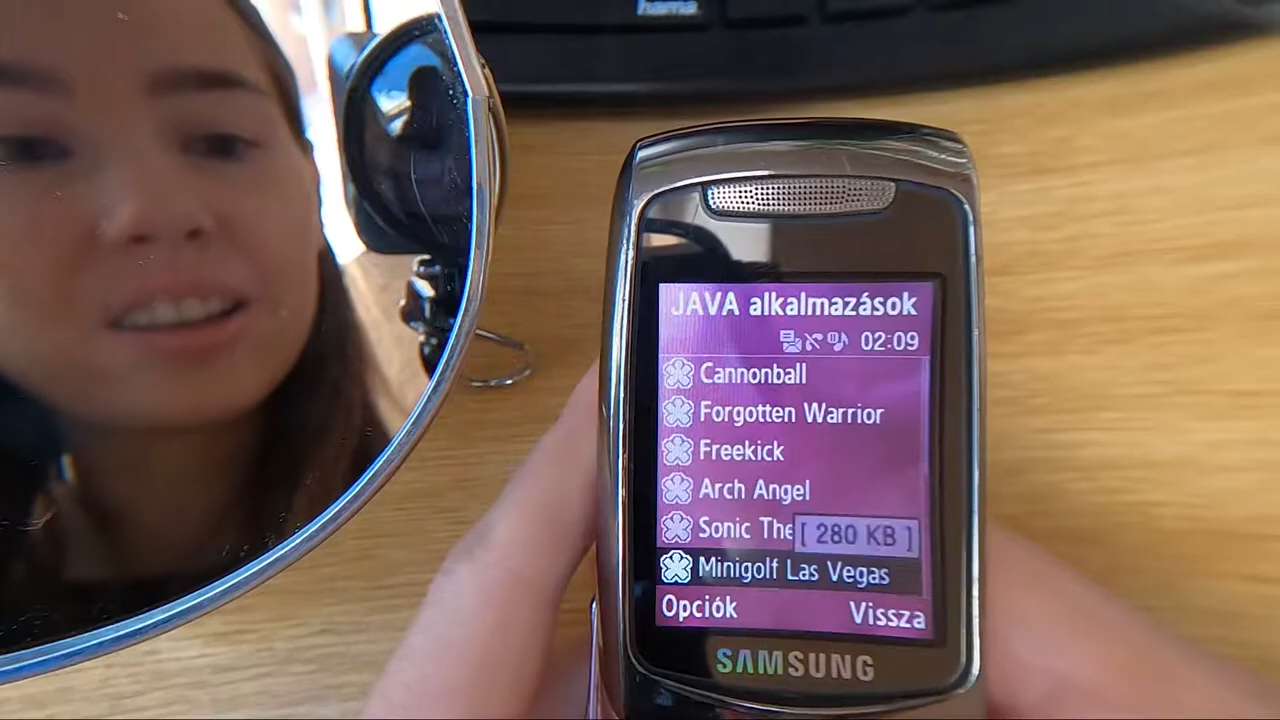 hama
JAVA alkalmazások
02:09
Cannonball
Forgotten Warrior
Freekick
Arch Angel
Sonic The
[ 280 KB ]
Minigolf Las Vegas
Opciók Vissza
SAMSUNG